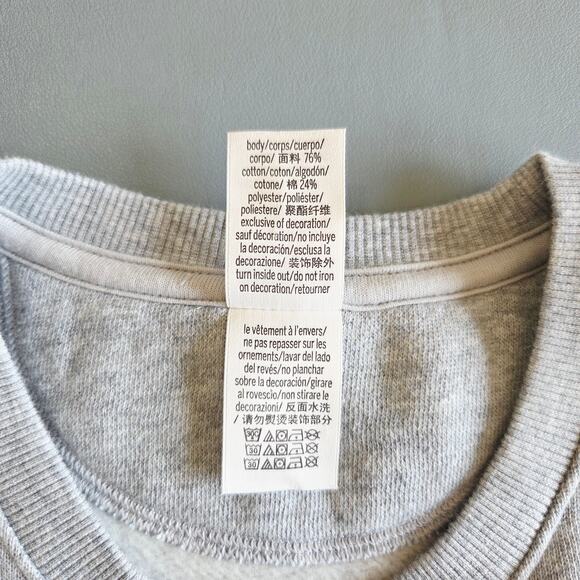 body/corps/cuerpo/
corpo/ 面料 76%
cotton/coton/algodón/
cotone/ 棉 24%
polyester/poliéster/
poliestere/ 聚酯纤维
exclusive of decoration/
sauf décoration/no incluye
la decoración/esclusa la
decorazione/ 装饰除外
turn inside out/do not iron
on decoration/retourner
le vêtement à l'envers/
ne pas repasser sur les
ornements/lavar del lado
del revés/no planchar
sobre la decoración/girare
al rovescio/non stirare le
decorazioni/ 反面水洗
/ 请勿熨烫装饰部分
30
30